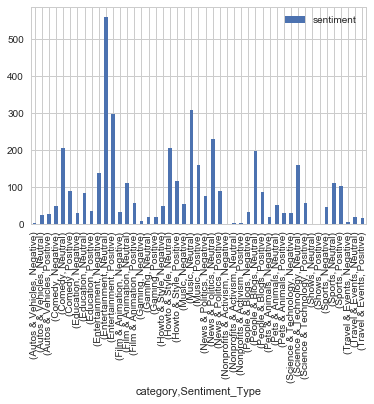 sentiment
500
400
300
200
100
0
(Autos & Vehicles, Negative)
(Autos & Vehicles, Neutral)
(Autos & Vehicles, Positive)
(Comedy, Negative)
(Comedy, Neutral)
(Comedy, Positive)
(Education, Negative)
(Education, Neutral)
(Education, Positive)
(Entertainment, Negative)
(Entertainment, Neutral)
(Entertainment, Positive)
(Film & Animation, Negative)
(Film & Animation, Neutral)
(Film & Animation, Positive)
(Gaming, Negative)
(Gaming, Neutral)
(Gaming, Positive)
(Howto & Style, Negative)
(Howto & Style, Neutral)
(Howto & Style, Positive)
(Music, Negative)
(Music, Neutral)
(Music, Positive)
(News & Politics, Negative)
(News & Politics, Neutral)
(News & Politics, Positive)
(Nonprofits & Activism, Negative)
(Nonprofits & Activism, Neutral)
(Nonprofits & Activism, Positive)
(People & Blogs, Negative)
(People & Blogs, Neutral)
(People & Blogs, Positive)
(Pets & Animals, Negative)
(Pets & Animals, Neutral)
(Pets & Animals, Positive)
(Science & Technology, Negative)
(Science & Technology, Neutral)
(Science & Technology, Positive)
(Shows, Neutral)
(Shows, Positive)
(Sports, Negative)
(Sports, Neutral)
(Sports, Positive)
(Travel & Events, Negative)
(Travel & Events, Neutral)
(Travel & Events, Positive)
category,Sentiment_Type